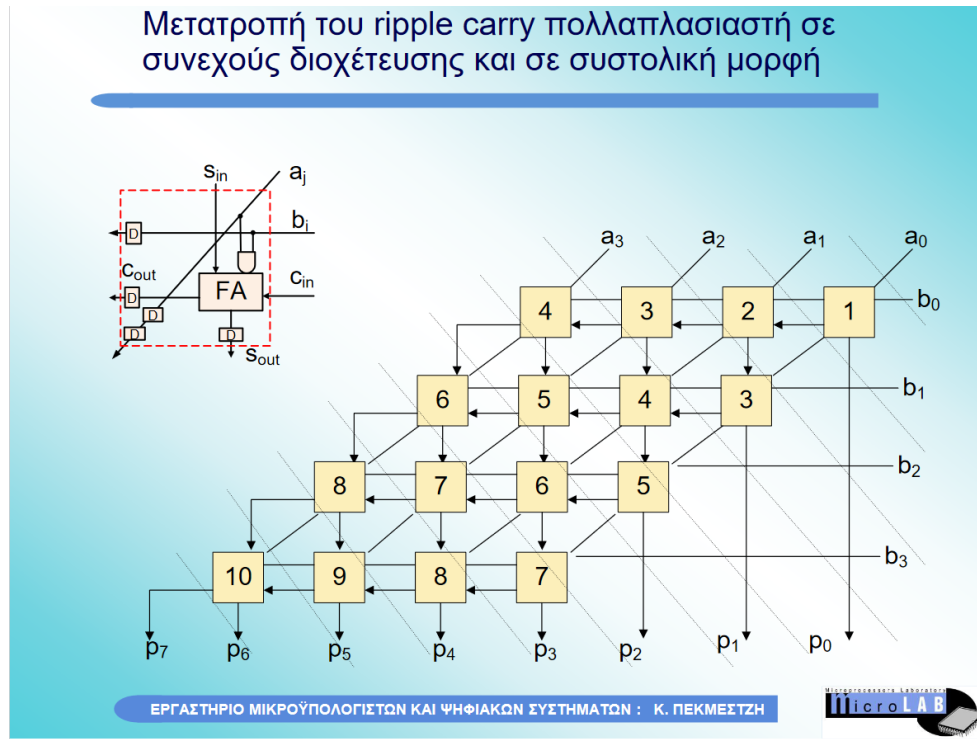 Μετατροπή του ripple carry πολλαπλασιαστή σε
συνεχούς διοχέτευσης και σε συστολική μορφή
s_in
a_j
b_i
D
c_out
c_in
FA
D
D
D
D
s_out
a_3 a_2 a_1 a_0
4 3 2 1 b_0
6 5 4 3 b_1
8 7 6 5 b_2
10 9 8 7 b_3
p_7 p_6 p_5 p_4 p_3 p_2 p_1 p_0
ΕΡΓΑΣΤΗΡΙΟ ΜΙΚΡΟΫΠΟΛΟΓΙΣΤΩΝ ΚΑΙ ΨΗΦΙΑΚΩΝ ΣΥΣΤΗΜΑΤΩΝ : Κ. ΠΕΚΜΕΣΤΖΗ
Microprocessors Laboratory
MicroLAB